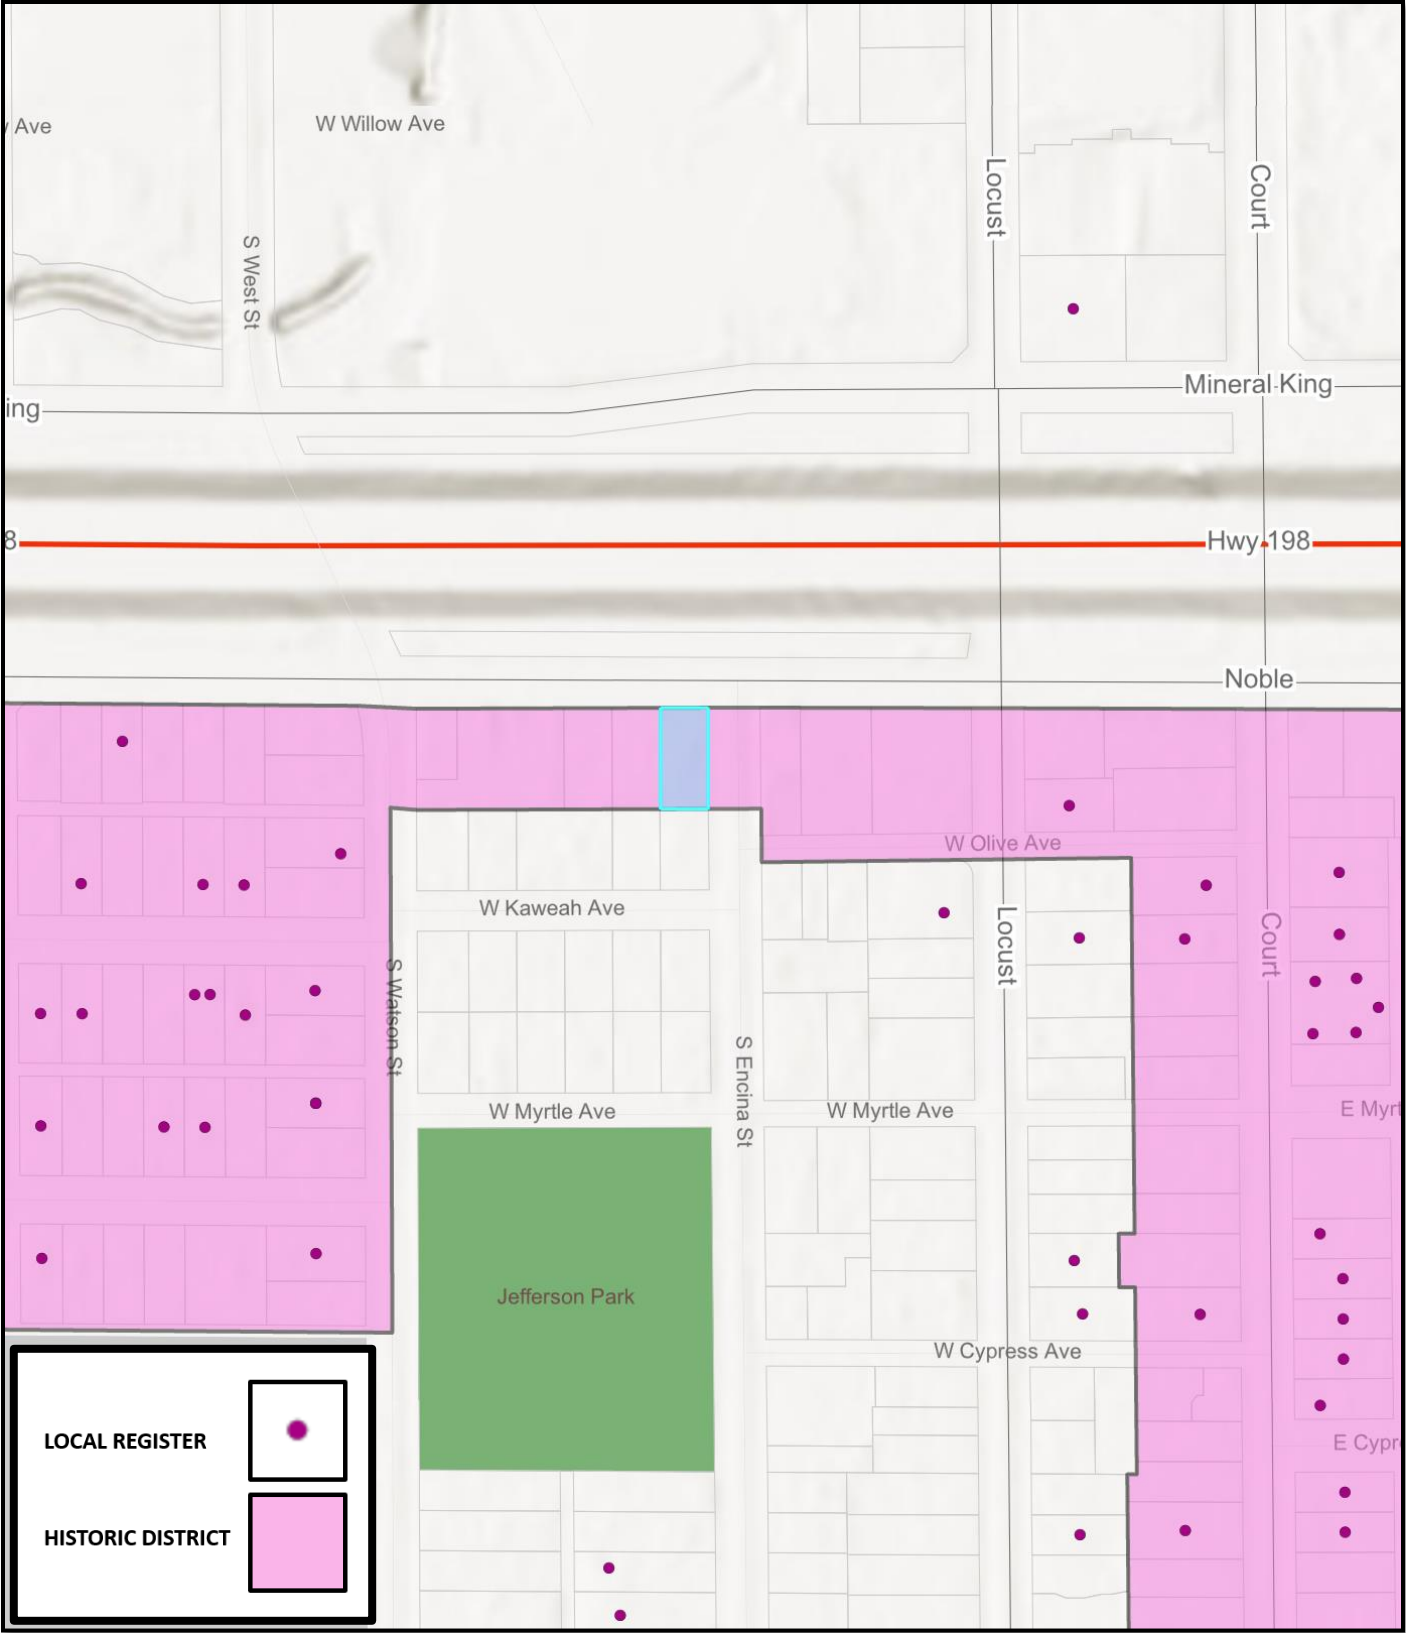 W Willow Ave
Ave
Locust
Court
S West St
Mineral King
ing
8
Hwy 198
Noble
W Olive Ave
W Kaweah Ave
Locust
Court
S Watson St
S Encina St
W Myrtle Ave
W Myrtle Ave
E Myrt
Jefferson Park
W Cypress Ave
E Cypr
LOCAL REGISTER
HISTORIC DISTRICT